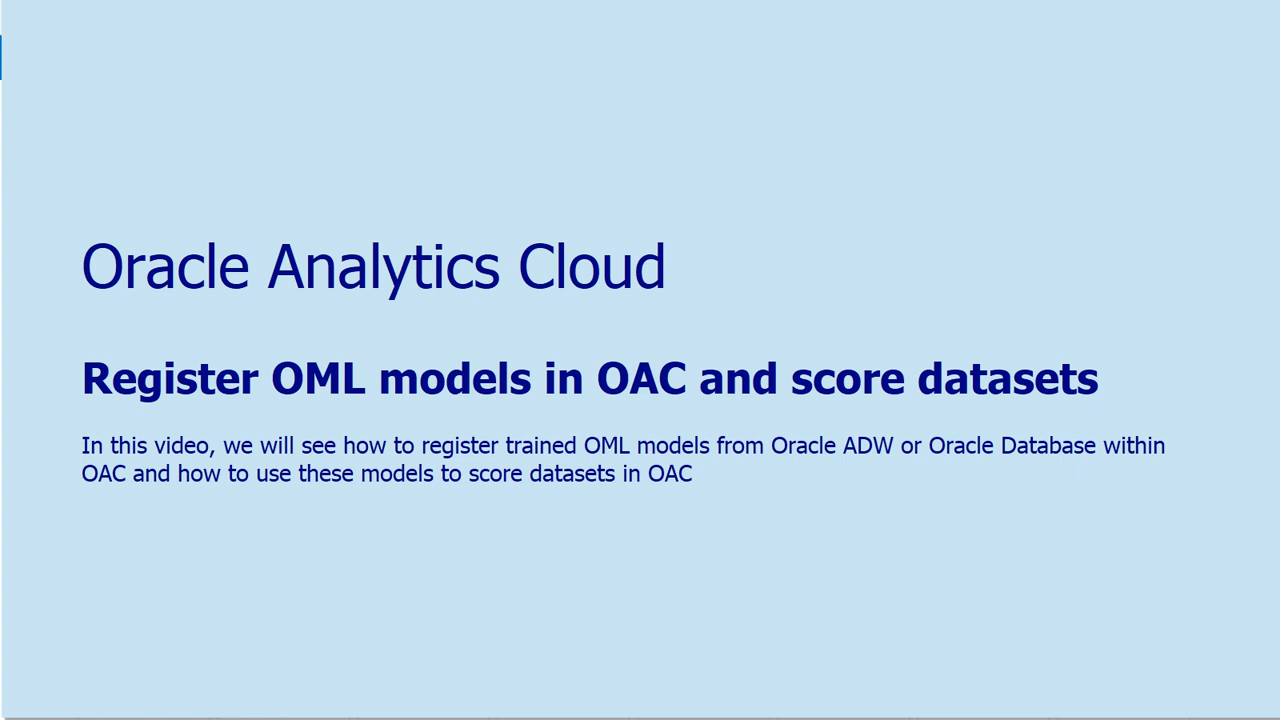 Oracle Analytics Cloud
Register OML models in OAC and score datasets
In this video, we will see how to register trained OML models from Oracle ADW or Oracle Database within
OAC and how to use these models to score datasets in OAC